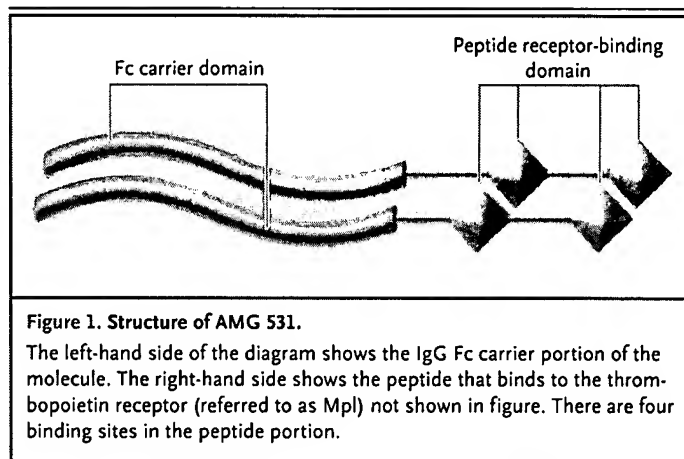 Peptide receptor-binding
domain
Fc carrier domain
Figure 1. Structure of AMG 531.
The left-hand side of the diagram shows the IgG Fc carrier portion of the
molecule. The right-hand side shows the peptide that binds to the throm-
bopoietin receptor (referred to as Mpl) not shown in figure. There are four
binding sites in the peptide portion.